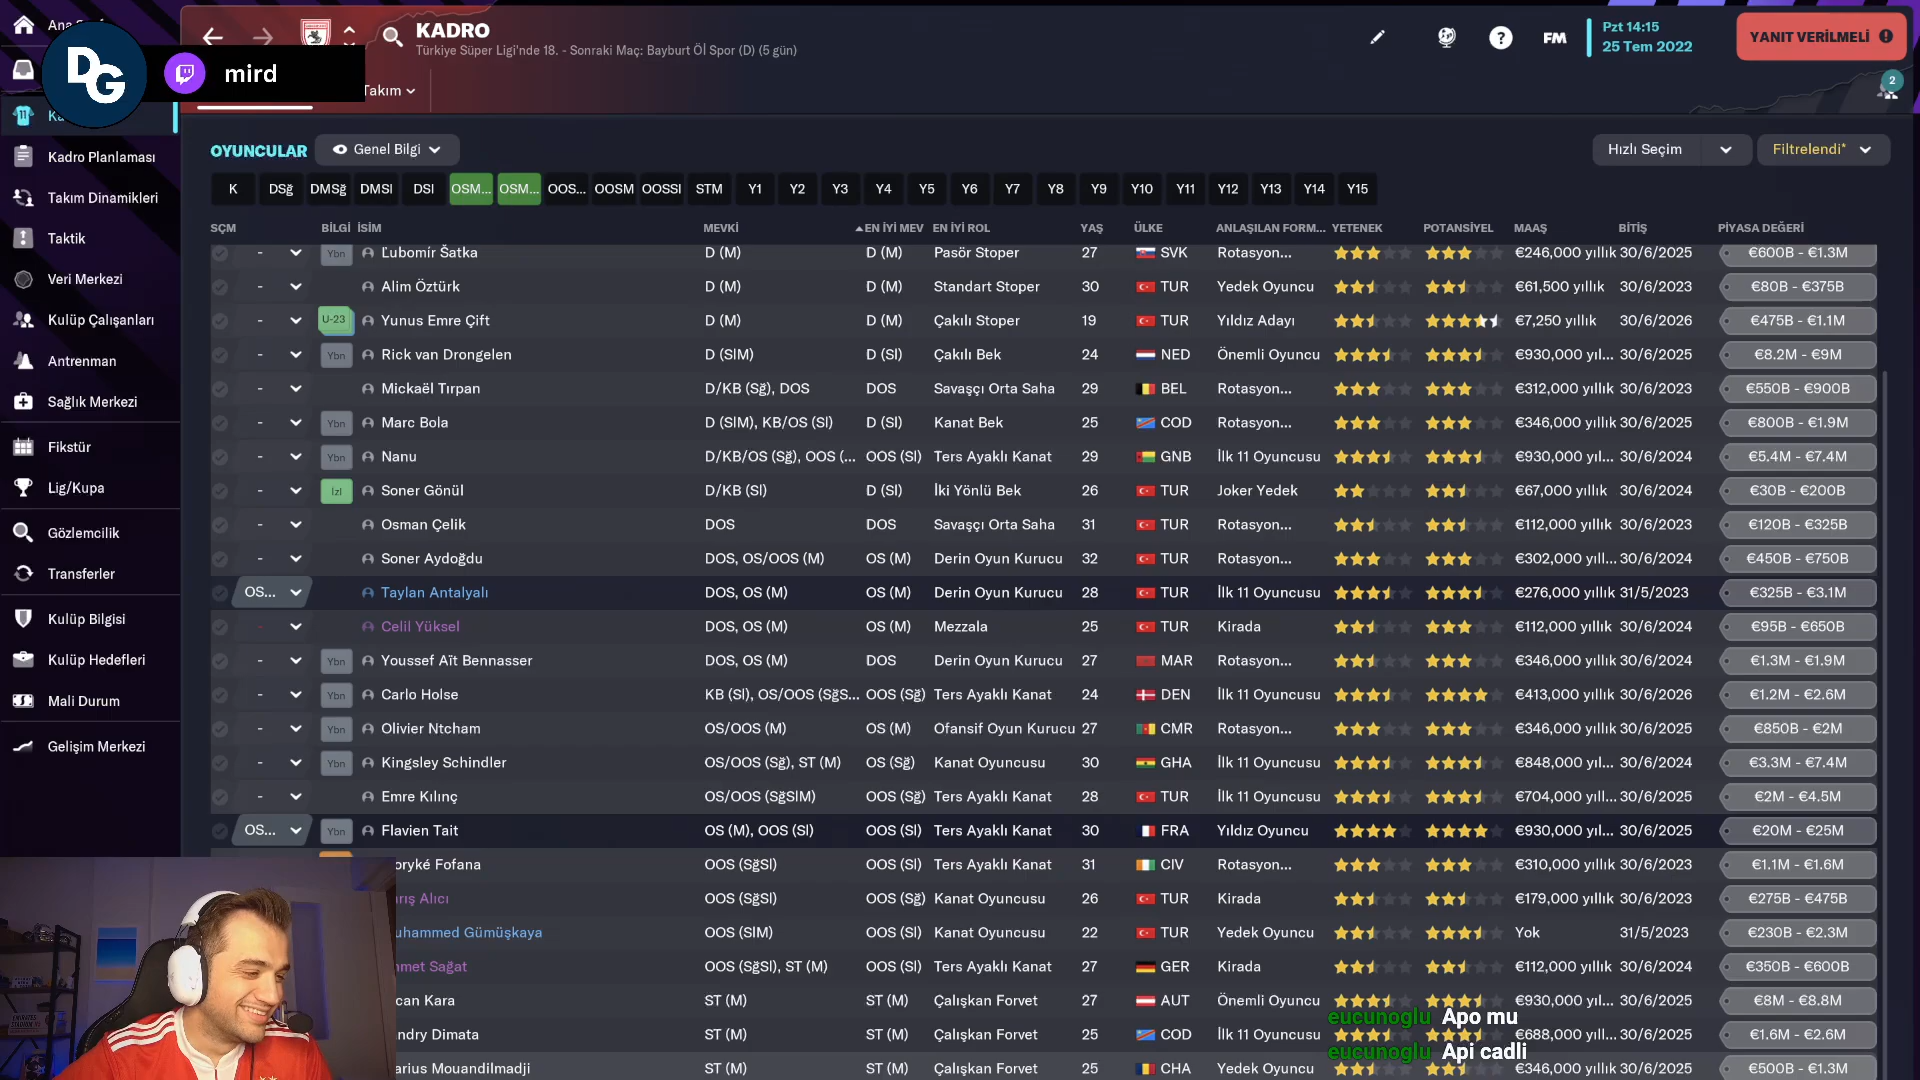 Ana
KADRO
Türkiye Süper Ligi'nde 18. - Sonraki Maç: Bayburt Öl Spor (D) (5 gün)
FM
Pzt 14:15
25 Tem 2022
YANIT VERİLMELİ
DG
mird
Takım
2
Kadro Planlaması
Takım Dinamikleri
Taktik
Veri Merkezi
Kulüp Çalışanları
Antrenman
Sağlık Merkezi
Fikstür
Lig/Kupa
Gözlemcilik
Transferler
Kulüp Bilgisi
Kulüp Hedefleri
Mali Durum
Gelişim Merkezi
OYUNCULAR Genel Bilgi Hızlı Seçim Filtrelendi*
K DSğ DMSğ DMSl DSl OSM... OSM... OOS... OOSM OOSSl STM Y1 Y2 Y3 Y4 Y5 Y6 Y7 Y8 Y9 Y10 Y11 Y12 Y13 Y14 Y15
SÇM BİLGİ İSİM MEVKİ EN İYİ MEV EN İYİ ROL YAŞ ÜLKE ANLAŞILAN FORM... YETENEK POTANSİYEL MAAŞ BİTİŞ PİYASA DEĞERİ
- Ybn Ľubomír Šatka D (M) D (M) Pasör Stoper 27 SVK Rotasyon... €246,000 yıllık 30/6/2025 €600B - €1.3M
- Alim Öztürk D (M) D (M) Standart Stoper 30 TUR Yedek Oyuncu €61,500 yıllık 30/6/2023 €80B - €375B
- U-23 Yunus Emre Çift D (M) D (M) Çakılı Stoper 19 TUR Yıldız Adayı €7,250 yıllık 30/6/2026 €475B - €1.1M
- Ybn Rick van Drongelen D (SlM) D (Sl) Çakılı Bek 24 NED Önemli Oyuncu €930,000 yıl... 30/6/2025 €8.2M - €9M
- Mickaël Tırpan D/KB (Sğ), DOS DOS Savaşçı Orta Saha 29 BEL Rotasyon... €312,000 yıllık 30/6/2023 €550B - €900B
- Ybn Marc Bola D (SlM), KB/OS (Sl) D (Sl) Kanat Bek 25 COD Rotasyon... €346,000 yıllık 30/6/2025 €800B - €1.9M
- Ybn Nanu D/KB/OS (Sğ), OOS (... OOS (Sl) Ters Ayaklı Kanat 29 GNB İlk 11 Oyuncusu €930,000 yıl... 30/6/2024 €5.4M - €7.4M
- İzl Soner Gönül D/KB (Sl) D (Sl) İki Yönlü Bek 26 TUR Joker Yedek €67,000 yıllık 30/6/2024 €30B - €200B
- Osman Çelik DOS DOS Savaşçı Orta Saha 31 TUR Rotasyon... €112,000 yıllık 30/6/2023 €120B - €325B
- Soner Aydoğdu DOS, OS/OOS (M) OS (M) Derin Oyun Kurucu 32 TUR Rotasyon... €302,000 yıll... 30/6/2024 €450B - €750B
OS... Taylan Antalyalı DOS, OS (M) OS (M) Derin Oyun Kurucu 28 TUR İlk 11 Oyuncusu €276,000 yıllık 31/5/2023 €325B - €3.1M
- Celil Yüksel DOS, OS (M) OS (M) Mezzala 25 TUR Kirada €112,000 yıllık 30/6/2024 €95B - €650B
- Ybn Youssef Aït Bennasser DOS, OS (M) DOS Derin Oyun Kurucu 27 MAR Rotasyon... €346,000 yıllık 30/6/2024 €1.3M - €1.9M
- Ybn Carlo Holse KB (Sl), OS/OOS (SğS... OOS (Sğ) Ters Ayaklı Kanat 24 DEN İlk 11 Oyuncusu €413,000 yıllık 30/6/2026 €1.2M - €2.6M
- Ybn Olivier Ntcham OS/OOS (M) OS (M) Ofansif Oyun Kurucu 27 CMR Rotasyon... €346,000 yıllık 30/6/2025 €850B - €2M
- Ybn Kingsley Schindler OS/OOS (Sğ), ST (M) OS (Sğ) Kanat Oyuncusu 30 GHA İlk 11 Oyuncusu €848,000 yıl... 30/6/2024 €3.3M - €7.4M
- Emre Kılınç OS/OOS (SğSlM) OOS (Sğ) Ters Ayaklı Kanat 28 TUR İlk 11 Oyuncusu €704,000 yıll... 30/6/2025 €2M - €4.5M
OS... Ybn Flavien Tait OS (M), OOS (Sl) OOS (Sl) Ters Ayaklı Kanat 30 FRA Yıldız Oyuncu €930,000 yıl... 30/6/2025 €20M - €25M
oryké Fofana OOS (SğSl) OOS (Sl) Ters Ayaklı Kanat 31 CIV Rotasyon... €310,000 yıllık 30/6/2023 €1.1M - €1.6M
arış Alıcı OOS (SğSl) OOS (Sğ) Kanat Oyuncusu 26 TUR Kirada €179,000 yıllık 30/6/2024 €275B - €475B
uhammed Gümüşkaya OOS (SlM) OOS (Sl) Kanat Oyuncusu 22 TUR Yedek Oyuncu Yok 31/5/2023 €230B - €2.3M
hmet Sağat OOS (SğSl), ST (M) OOS (Sl) Ters Ayaklı Kanat 27 GER Kirada €112,000 yıllık 30/6/2024 €350B - €600B
rcan Kara ST (M) ST (M) Çalışkan Forvet 27 AUT Önemli Oyuncu €930,000 yıl... 30/6/2025 €8M - €8.8M
eucunoglu Apo mu
endry Dimata ST (M) ST (M) Çalışkan Forvet 25 COD İlk 11 Oyuncusu €688,000 yıl... 30/6/2025 €1.6M - €2.6M
eucunoglu Api cadli
arius Mouandilmadji ST (M) ST (M) Çalışkan Forvet 25 CHA Yedek Oyuncu €346,000 yıll... 30/6/2025 €500B - €1.3M